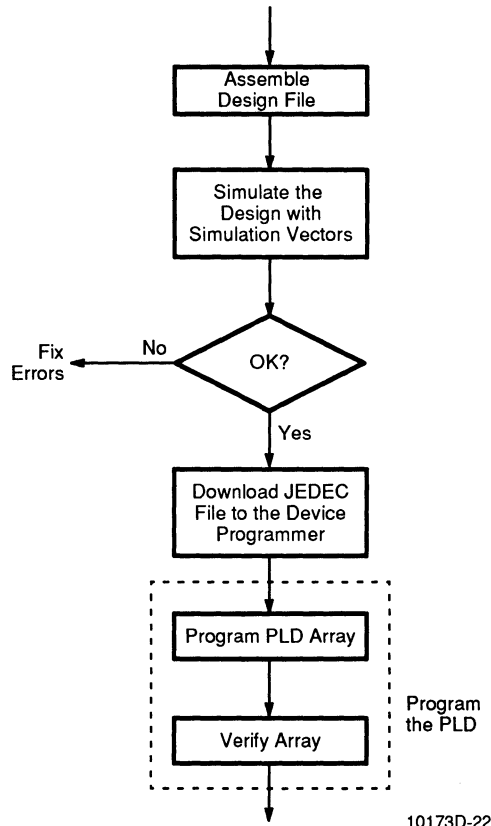 Assemble
Design File
Simulate the
Design with
Simulation Vectors
OK?
No
Fix
Errors
Yes
Download JEDEC
File to the Device
Programmer
Program PLD Array
Verify Array
Program
the PLD
10173D-22